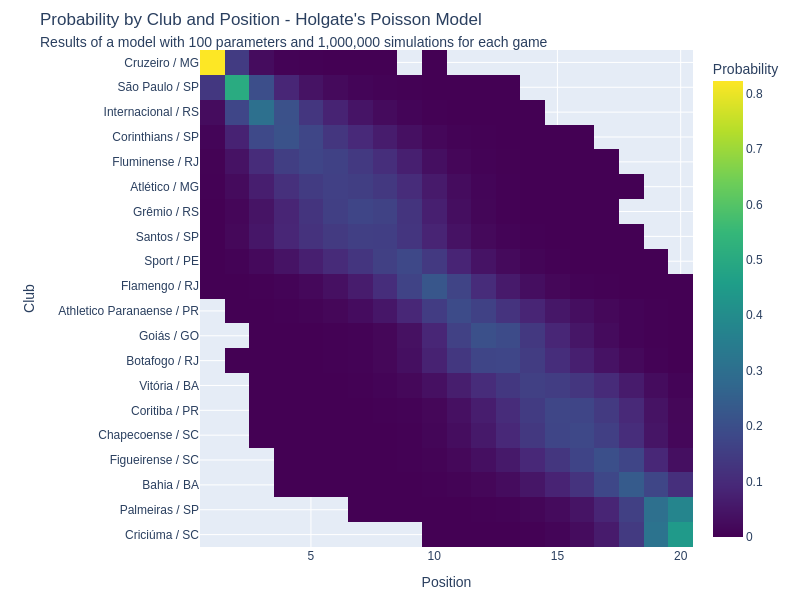 Probability by Club and Position - Holgate's Poisson Model
Results of a model with 100 parameters and 1,000,000 simulations for each game
Probability
Cruzeiro / MG
São Paulo / SP
Internacional / RS
Corinthians / SP
Fluminense / RJ
Atlético / MG
Grêmio / RS
Santos / SP
Sport / PE
Flamengo / RJ
Athletico Paranaense / PR
Goiás / GO
Botafogo / RJ
Vitória / BA
Coritiba / PR
Chapecoense / SC
Figueirense / SC
Bahia / BA
Palmeiras / SP
Criciúma / SC
Club
5
10
15
20
Position
0.8
0.7
0.6
0.5
0.4
0.3
0.2
0.1
0